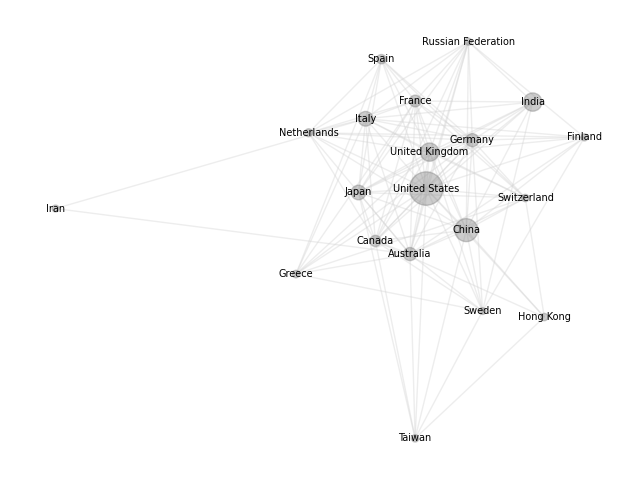 Russian Federation
Spain
France
India
Italy
Netherlands
Germany
Finland
United Kingdom
United States
Japan
Switzerland
Iran
China
Canada
Australia
Greece
Sweden
Hong Kong
Taiwan